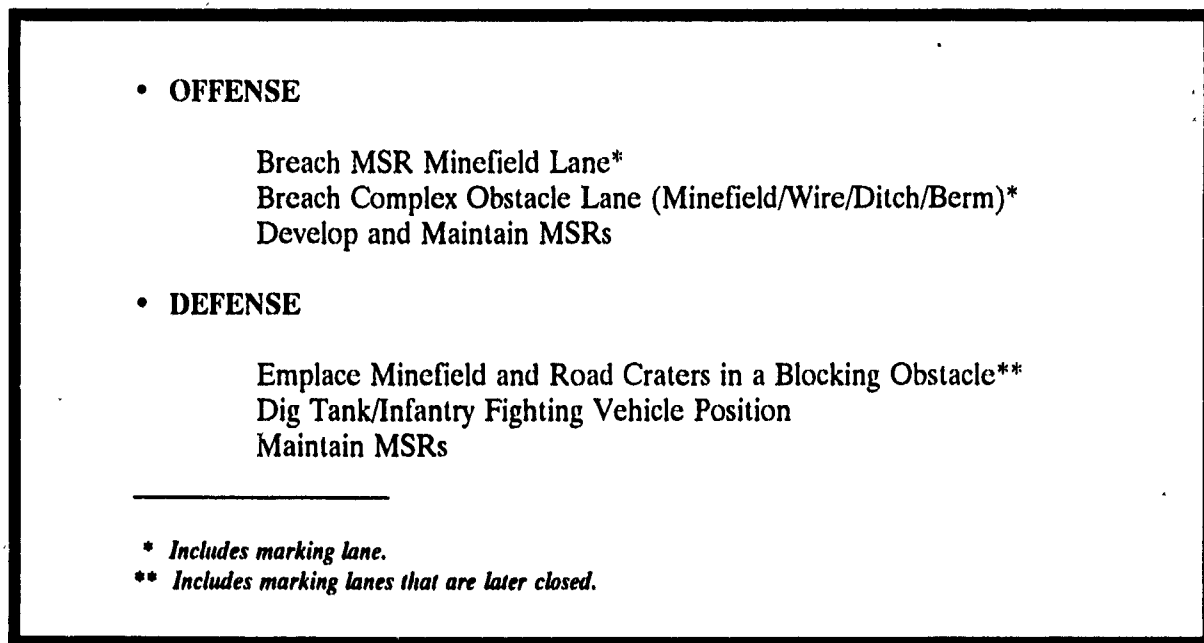 • OFFENSE
Breach MSR Minefield Lane*
Breach Complex Obstacle Lane (Minefield/Wire/Ditch/Berm)*
Develop and Maintain MSRs
• DEFENSE
Emplace Minefield and Road Craters in a Blocking Obstacle**
Dig Tank/Infantry Fighting Vehicle Position
Maintain MSRs
* Includes marking lane.
** Includes marking lanes that are later closed.